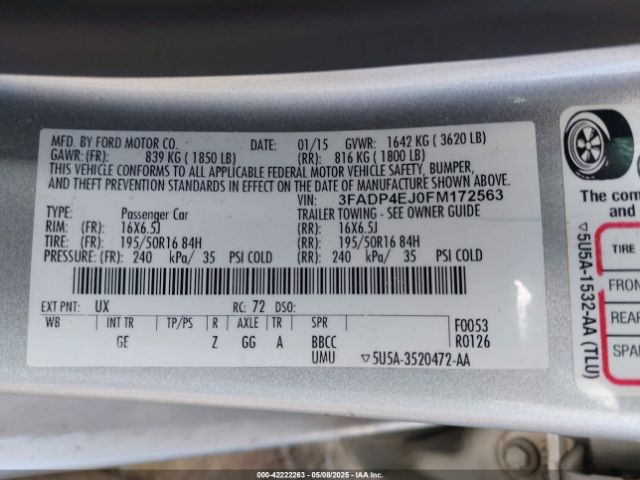 MFD. BY FORD MOTOR CO. DATE: 01/15 GVWR: 1642 KG ( 3620 LB)
GAWR: (FR) 839 KG ( 1850 LB) (RR): 816 KG ( 1800 LB)
THIS VEHICLE CONFORMS TO ALL APPLICABLE FEDERAL MOTOR VEHICLE SAFETY, BUMPER,
AND THEFT PREVENTION STANDARDS IN EFFECT ON THE DATE OF MANUFACTURE SHOWN ABOVE.
VIN: 3FADP4EJ0FM172563
TYPE: Passenger Car TRAILER TOWING - SEE OWNER GUIDE
RIM: (FR) 16X6.5J (RR): 16X6.5J
TIRE: (FR) 195/50R16 84H (RR): 195/50R16 84H
PRESSURE: (FR) 240 kPa/ 35 PSI COLD (RR): 240 kPa/ 35 PSI COLD
EXT PNT: UX RC: 72 DSO:
WB INT TR TP/PS R AXLE TR SPR
GE Z GG A BBCC
UMU
F0053
R0126
▽5U5A-3520472-AA
The con
and
▽5U5A-1532-AA (TLU)
TIRE
FRON
REAR
SPAR
000-42222263 - 05/08/2025 - IAA Inc.